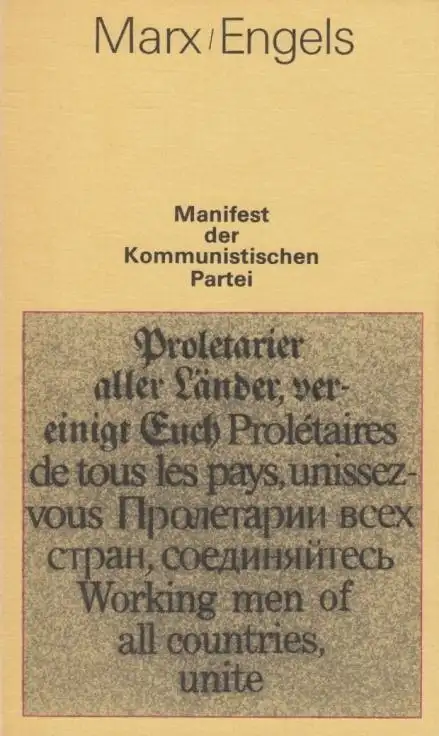 Marx/Engels
Manifest
der
Kommunistischen
Partei
Proletarier
aller Länder, ver-
einigt Euch Prolétaires
de tous les pays, unissez-
vous Пролетарии всех
стран, соединяйтесь
Working men of
all countries,
unite